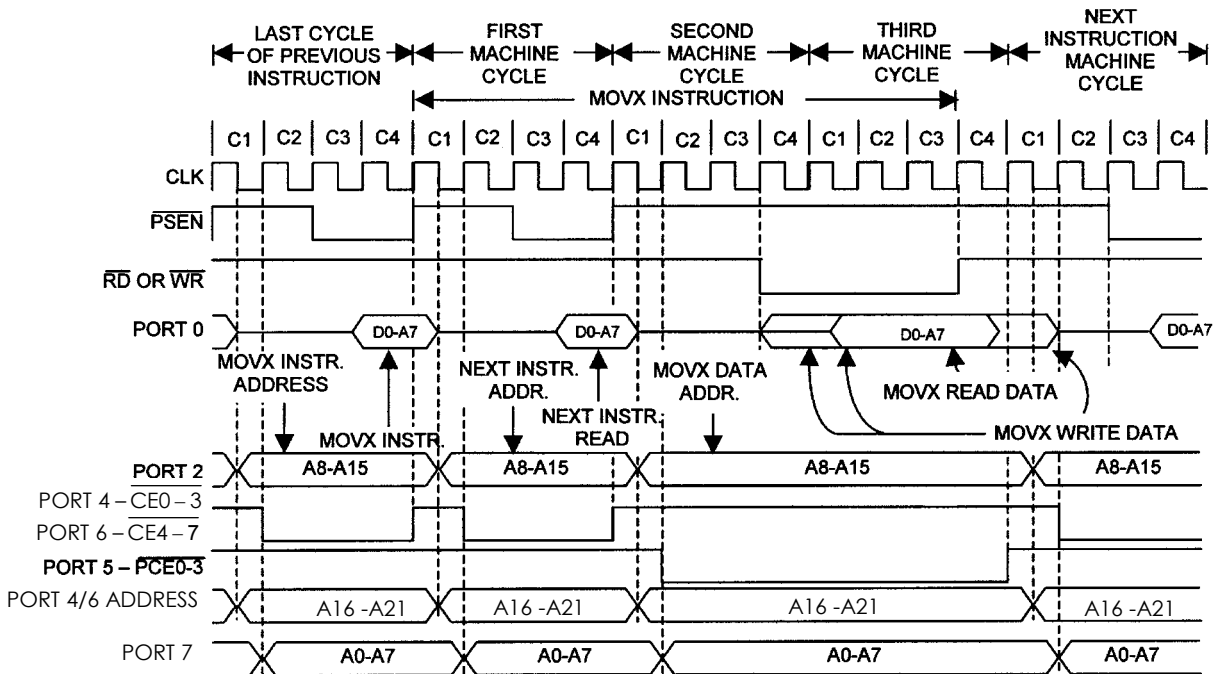 LAST CYCLE
OF PREVIOUS
INSTRUCTION
FIRST
MACHINE
CYCLE
SECOND
MACHINE
CYCLE
THIRD
MACHINE
CYCLE
NEXT
INSTRUCTION
MACHINE
CYCLE
MOVX INSTRUCTION
C1 C2 C3 C4 C1 C2 C3 C4 C1 C2 C3 C4 C1 C2 C3 C4 C1 C2 C3 C4
CLK
PSEN
RD OR WR
PORT 0
D0-A7 D0-A7 D0-A7 D0-A7
MOVX INSTR.
ADDRESS
MOVX INSTR.
NEXT INSTR.
ADDR.
NEXT INSTR.
READ
MOVX DATA
ADDR.
MOVX READ DATA
MOVX WRITE DATA
PORT 2
A8-A15 A8-A15 A8-A15 A8-A15
PORT 4 – CE0 – 3
PORT 6 – CE4 – 7
PORT 5 – PCE0-3
PORT 4/6 ADDRESS
A16 -A21 A16 -A21 A16 -A21 A16 -A21
PORT 7
A0-A7 A0-A7 A0-A7 A0-A7